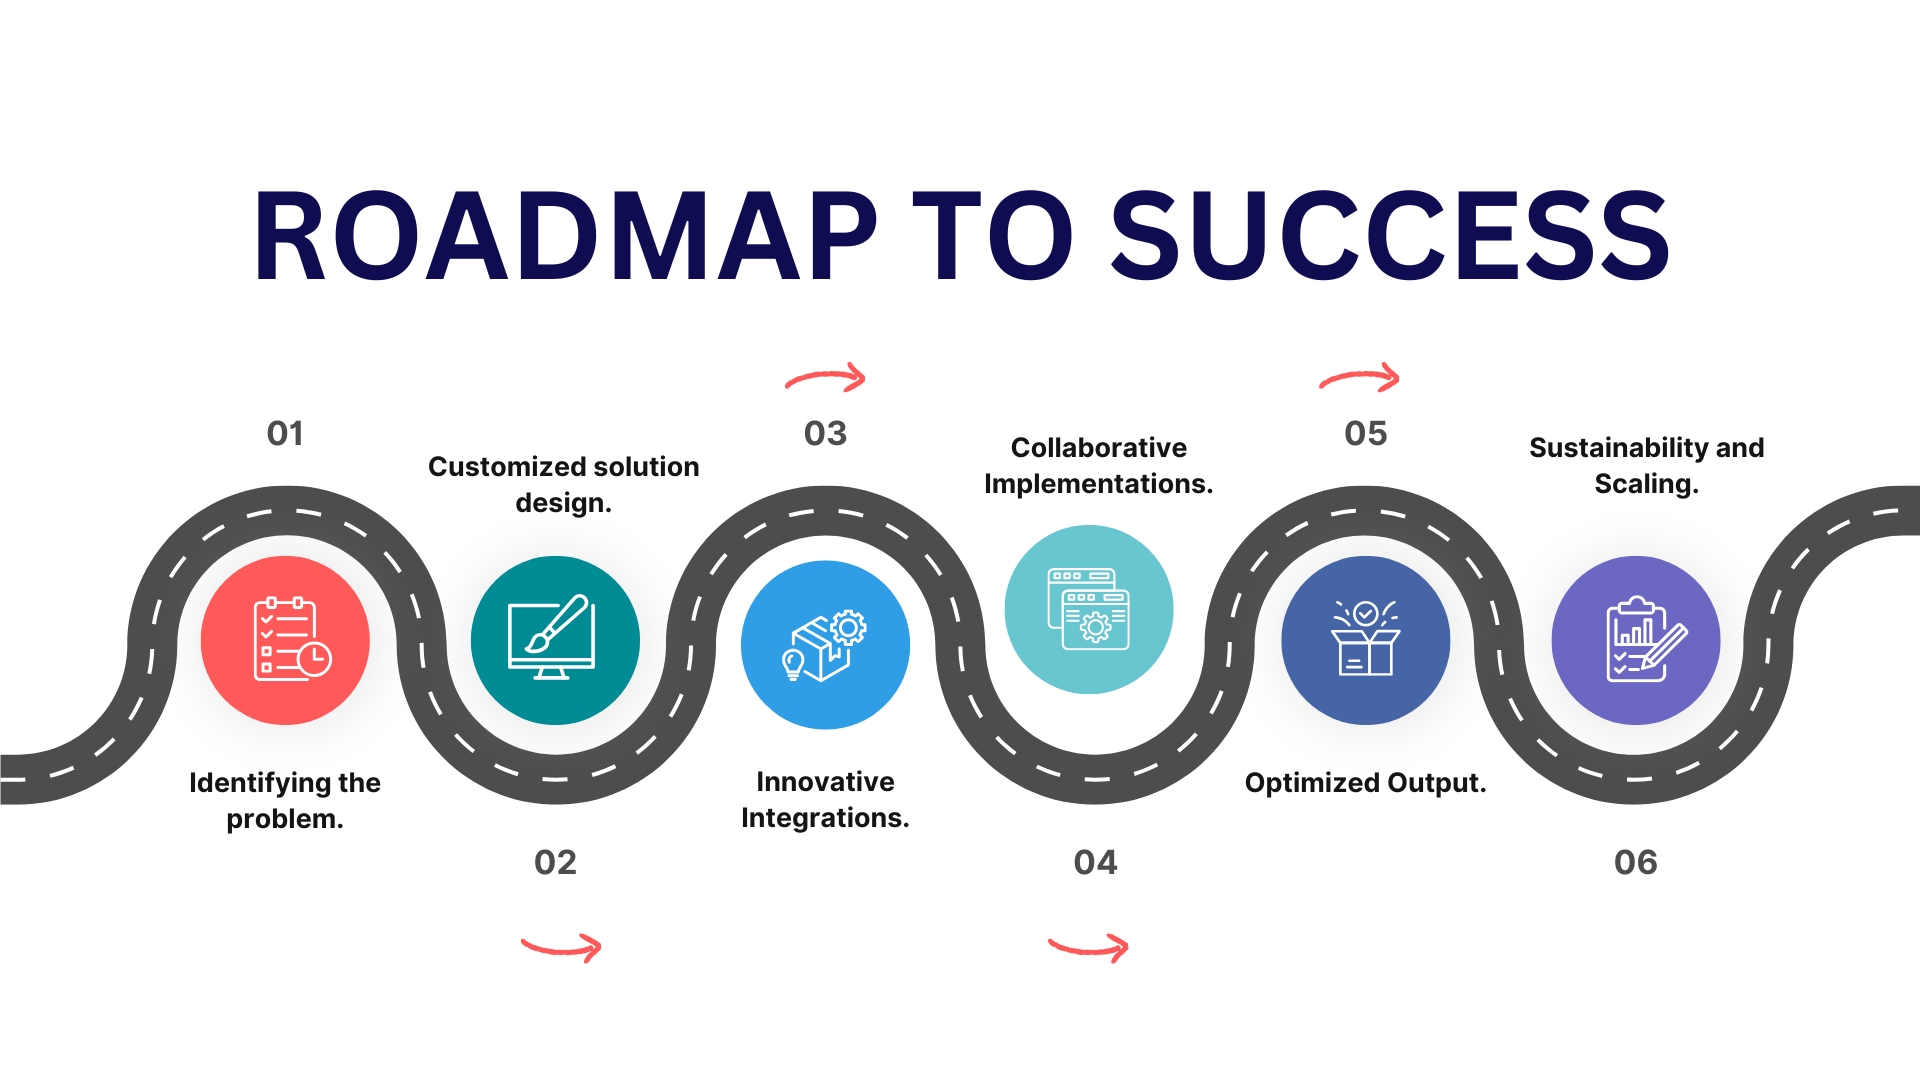 ROADMAP TO SUCCESS
01
Identifying the
problem.
Customized solution
design.
02
03
Innovative
Integrations.
Collaborative
Implementations.
04
05
Optimized Output.
Sustainability and
Scaling.
06